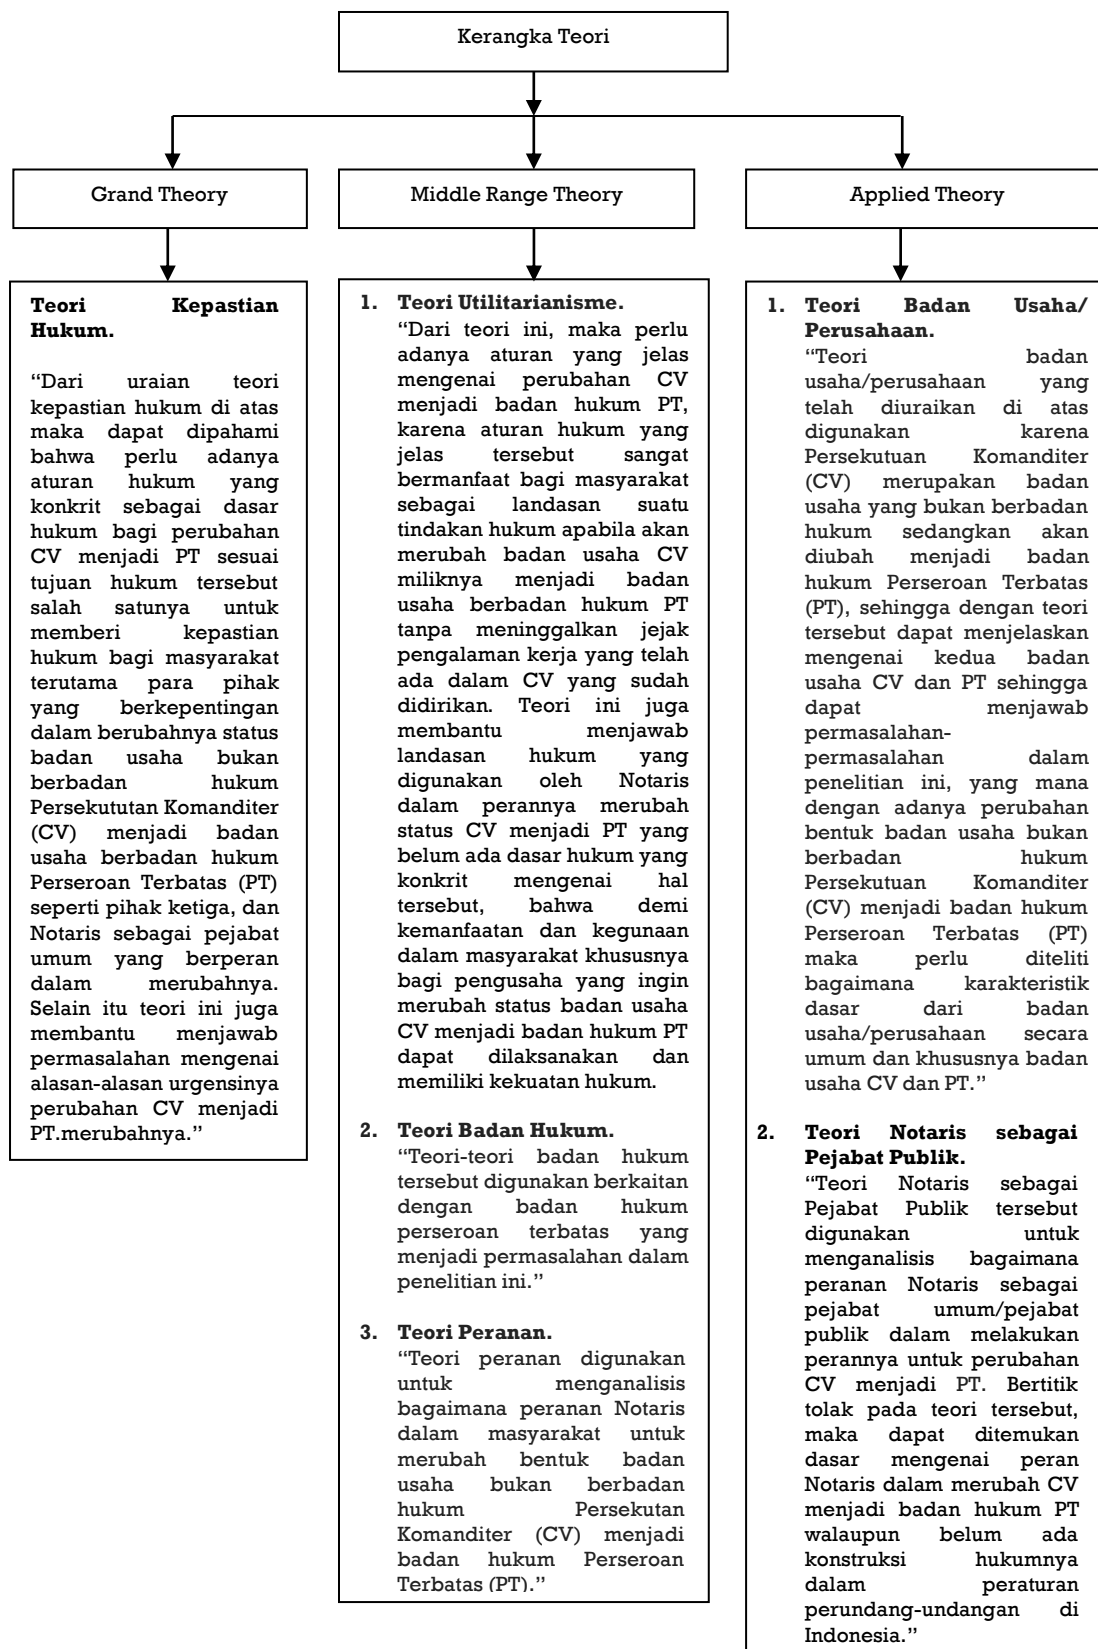 Kerangka Teori
Grand Theory
Middle Range Theory
Applied Theory
Teori Kepastian
Hukum.
“Dari uraian teori
kepastian hukum di atas
maka dapat dipahami
bahwa perlu adanya
aturan hukum yang
konkrit sebagai dasar
hukum bagi perubahan
CV menjadi PT sesuai
tujuan hukum tersebut
salah satunya untuk
memberi kepastian
hukum bagi masyarakat
terutama para pihak
yang berkepentingan
dalam berubahnya status
badan usaha bukan
berbadan hukum
Persekututan Komanditer
(CV) menjadi badan
usaha berbadan hukum
Perseroan Terbatas (PT)
seperti pihak ketiga, dan
Notaris sebagai pejabat
umum yang berperan
dalam merubahnya.
Selain itu teori ini juga
membantu menjawab
permasalahan mengenai
alasan-alasan urgensinya
perubahan CV menjadi
PT.merubahnya.”
1. Teori Utilitarianisme.
“Dari teori ini, maka perlu
adanya aturan yang jelas
mengenai perubahan CV
menjadi badan hukum PT,
karena aturan hukum yang
jelas tersebut sangat
bermanfaat bagi masyarakat
sebagai landasan suatu
tindakan hukum apabila akan
merubah badan usaha CV
miliknya menjadi badan
usaha berbadan hukum PT
tanpa meninggalkan jejak
pengalaman kerja yang telah
ada dalam CV yang sudah
didirikan. Teori ini juga
membantu menjawab
landasan hukum yang
digunakan oleh Notaris
dalam perannya merubah
status CV menjadi PT yang
belum ada dasar hukum yang
konkrit mengenai hal
tersebut, bahwa demi
kemanfaatan dan kegunaan
dalam masyarakat khususnya
bagi pengusaha yang ingin
merubah status badan usaha
CV menjadi badan hukum PT
dapat dilaksanakan dan
memiliki kekuatan hukum.
2. Teori Badan Hukum.
“Teori-teori badan hukum
tersebut digunakan berkaitan
dengan badan hukum
perseroan terbatas yang
menjadi permasalahan dalam
penelitian ini.”
3. Teori Peranan.
“Teori peranan digunakan
untuk menganalisis
bagaimana peranan Notaris
dalam masyarakat untuk
merubah bentuk badan
usaha bukan berbadan
hukum Persekutan
Komanditer (CV) menjadi
badan hukum Perseroan
Terbatas (PT).”
1. Teori Badan Usaha/
Perusahaan.
“Teori badan
usaha/perusahaan yang
telah diuraikan di atas
digunakan karena
Persekutuan Komanditer
(CV) merupakan badan
usaha yang bukan berbadan
hukum sedangkan akan
diubah menjadi badan
hukum Perseroan Terbatas
(PT), sehingga dengan teori
tersebut dapat menjelaskan
mengenai kedua badan
usaha CV dan PT sehingga
dapat menjawab
permasalahan-
permasalahan dalam
penelitian ini, yang mana
dengan adanya perubahan
bentuk badan usaha bukan
berbadan hukum
Persekutuan Komanditer
(CV) menjadi badan hukum
Perseroan Terbatas (PT)
maka perlu diteliti
bagaimana karakteristik
dasar dari badan
usaha/perusahaan secara
umum dan khususnya badan
usaha CV dan PT.”
2. Teori Notaris sebagai
Pejabat Publik.
“Teori Notaris sebagai
Pejabat Publik tersebut
digunakan untuk
menganalisis bagaimana
peranan Notaris sebagai
pejabat umum/pejabat
publik dalam melakukan
perannya untuk perubahan
CV menjadi PT. Bertitik
tolak pada teori tersebut,
maka dapat ditemukan
dasar mengenai peran
Notaris dalam merubah CV
menjadi badan hukum PT
walaupun belum ada
konstruksi hukumnya
dalam peraturan
perundang-undangan di
Indonesia.”